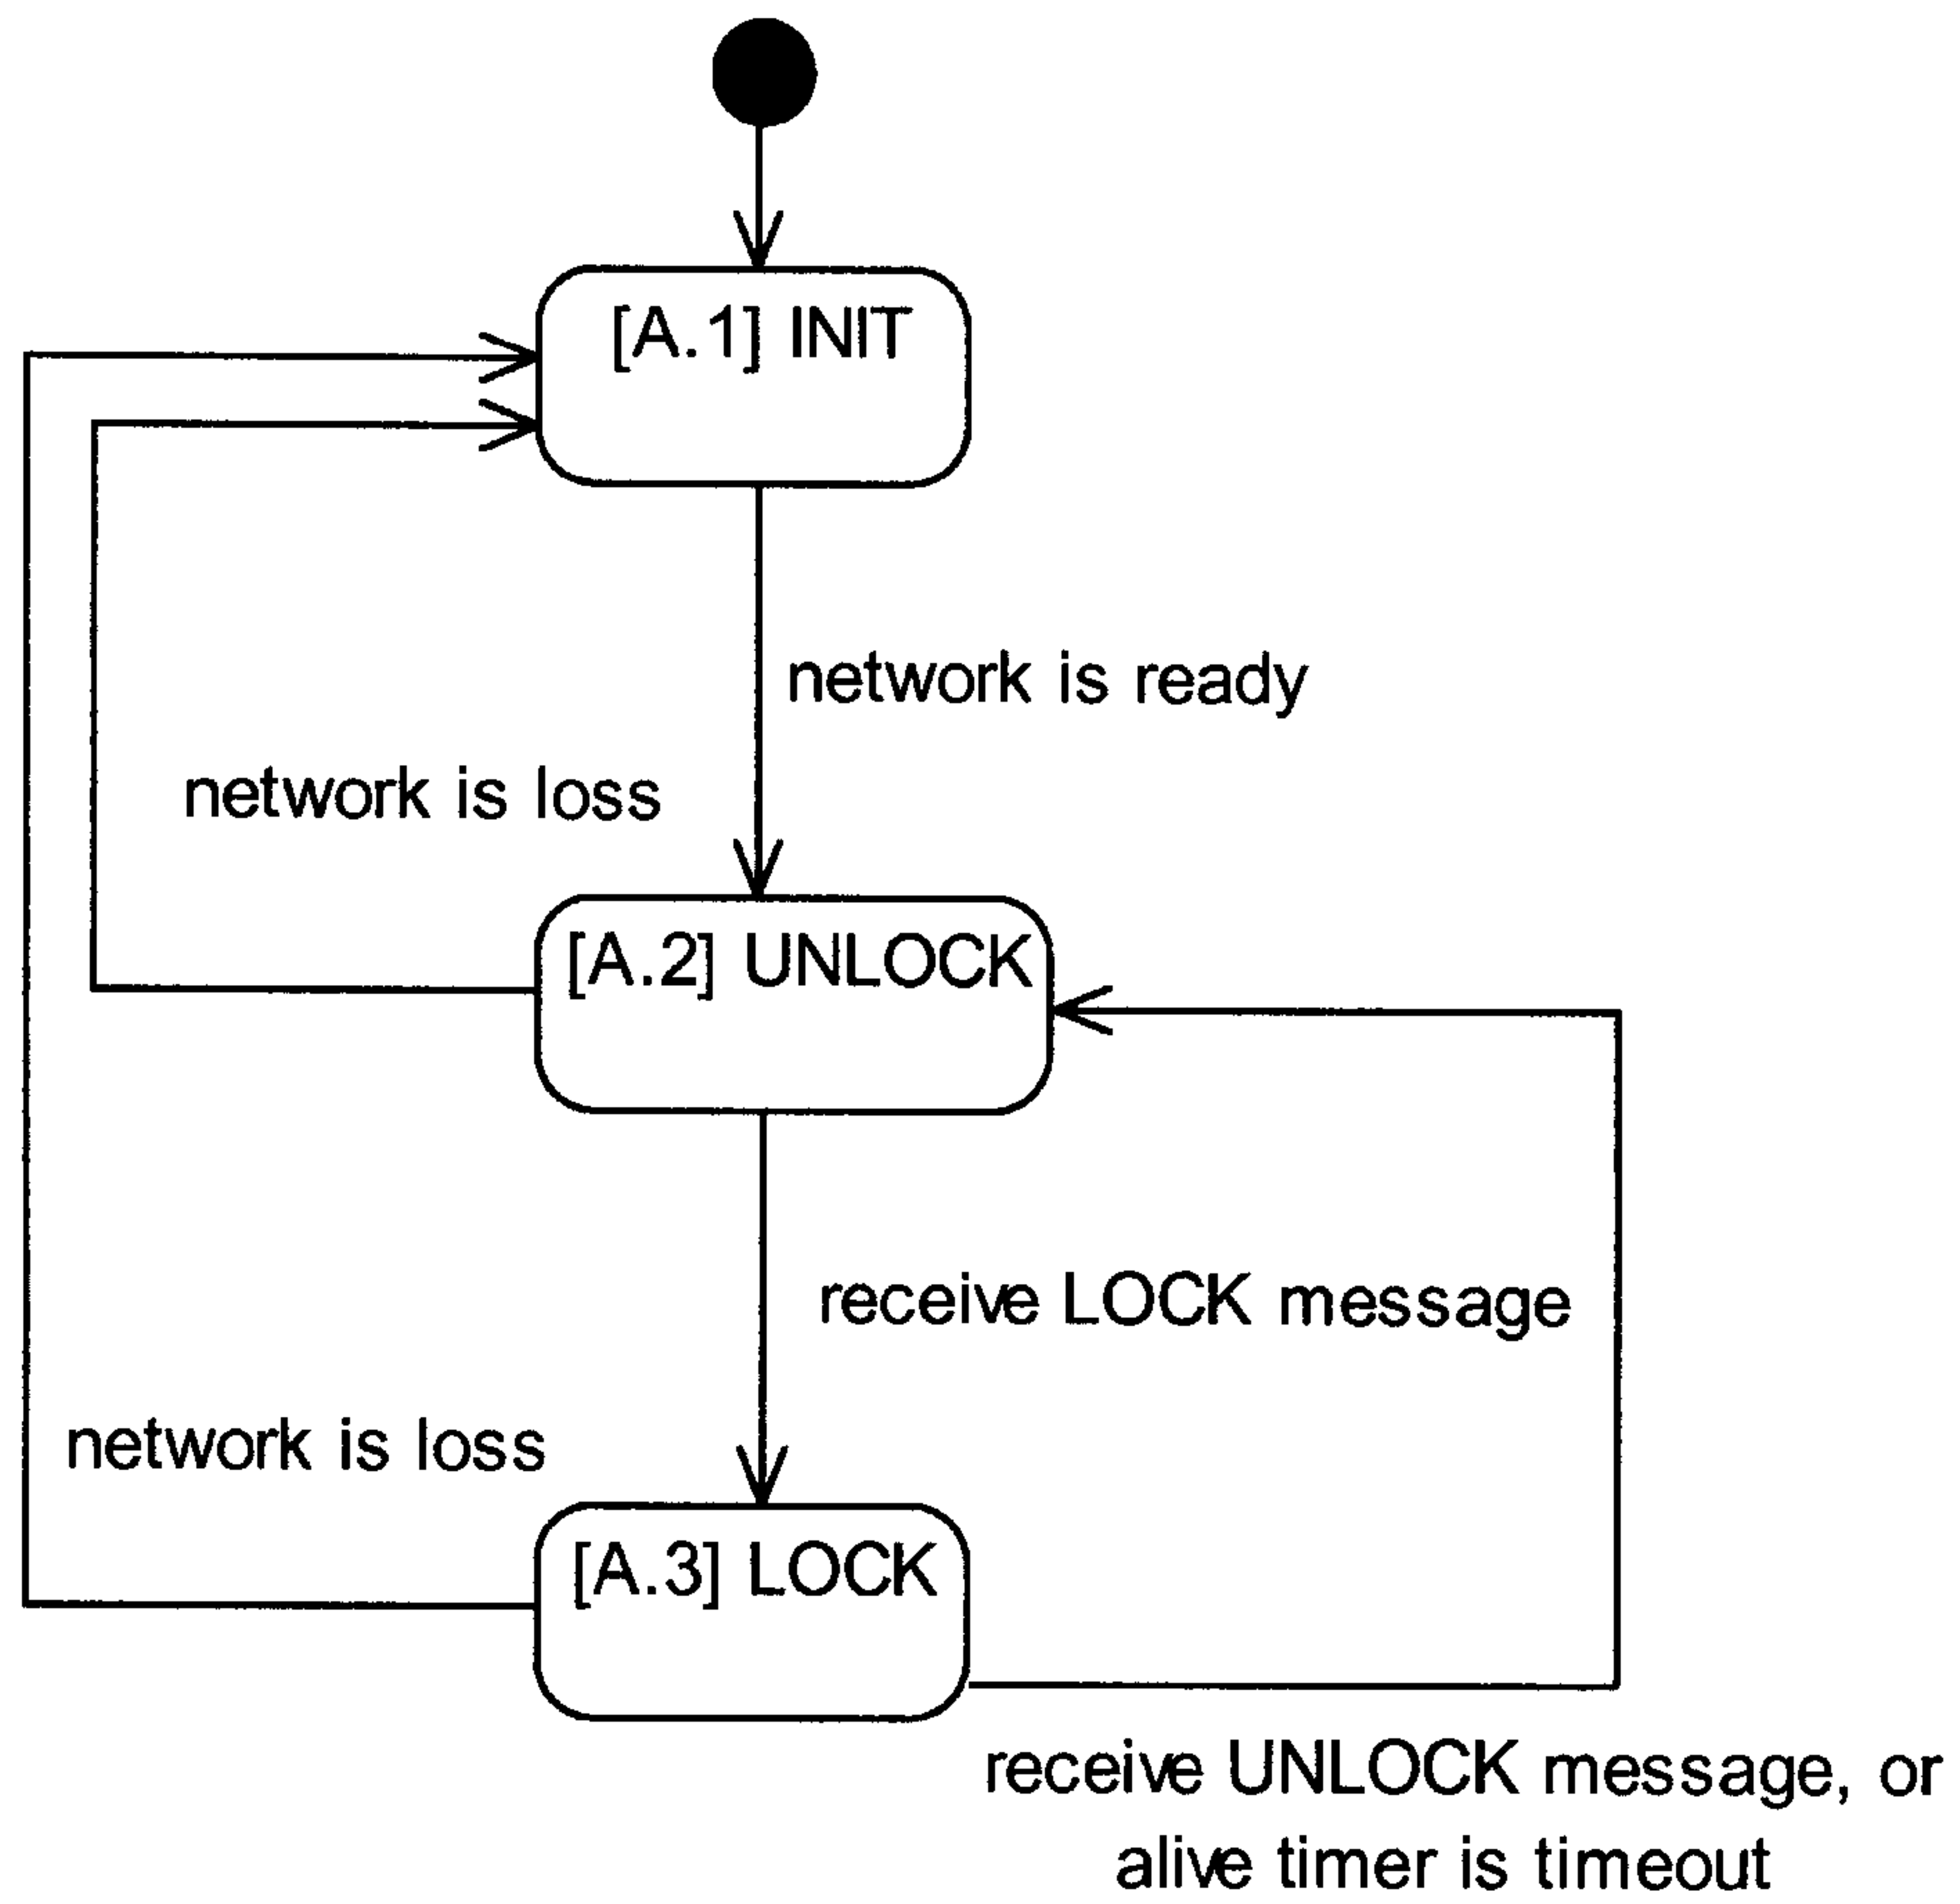 [A.1] INIT
network is ready
network is loss
[A.2] UNLOCK
receive LOCK message
network is loss
[A.3] LOCK
receive UNLOCK message, or
alive timer is timeout